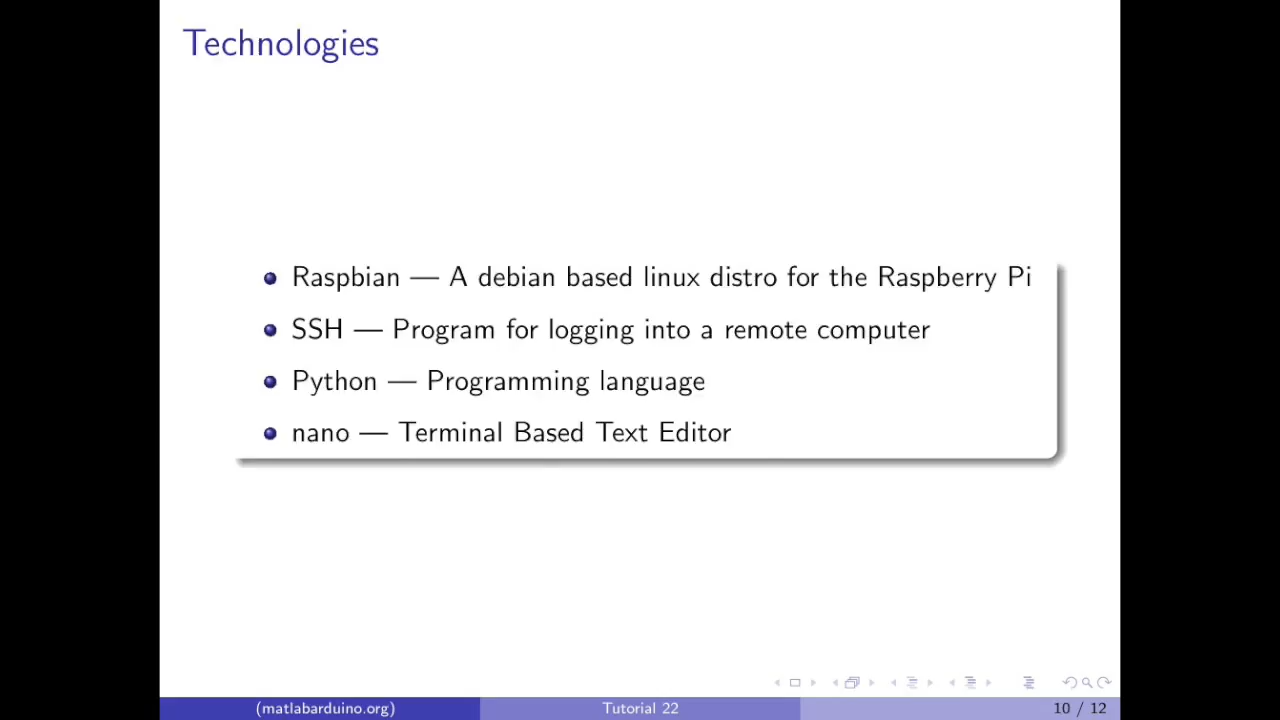 Technologies
Raspbian — A debian based linux distro for the Raspberry Pi
SSH — Program for logging into a remote computer
Python — Programming language
nano — Terminal Based Text Editor
(matlabarduino.org)
Tutorial 22
10 / 12